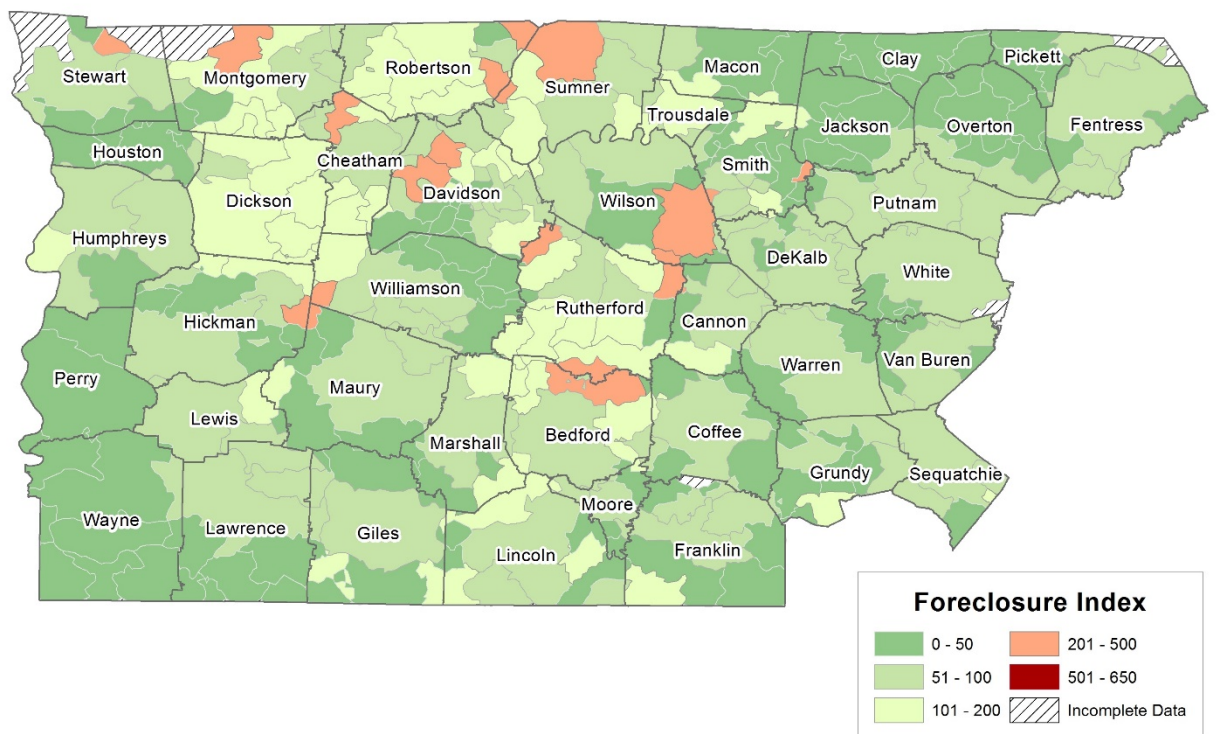 Stewart
Montgomery
Robertson
Sumner
Macon
Clay
Pickett
Trousdale
Jackson
Overton
Fentress
Houston
Cheatham
Smith
Dickson
Davidson
Wilson
Putnam
Humphreys
DeKalb
White
Williamson
Rutherford
Hickman
Cannon
Perry
Maury
Warren
Van Buren
Lewis
Marshall
Bedford
Coffee
Grundy
Sequatchie
Moore
Wayne
Lawrence
Giles
Lincoln
Franklin
Foreclosure Index
0 - 50
201 - 500
51 - 100
501 - 650
101 - 200
Incomplete Data